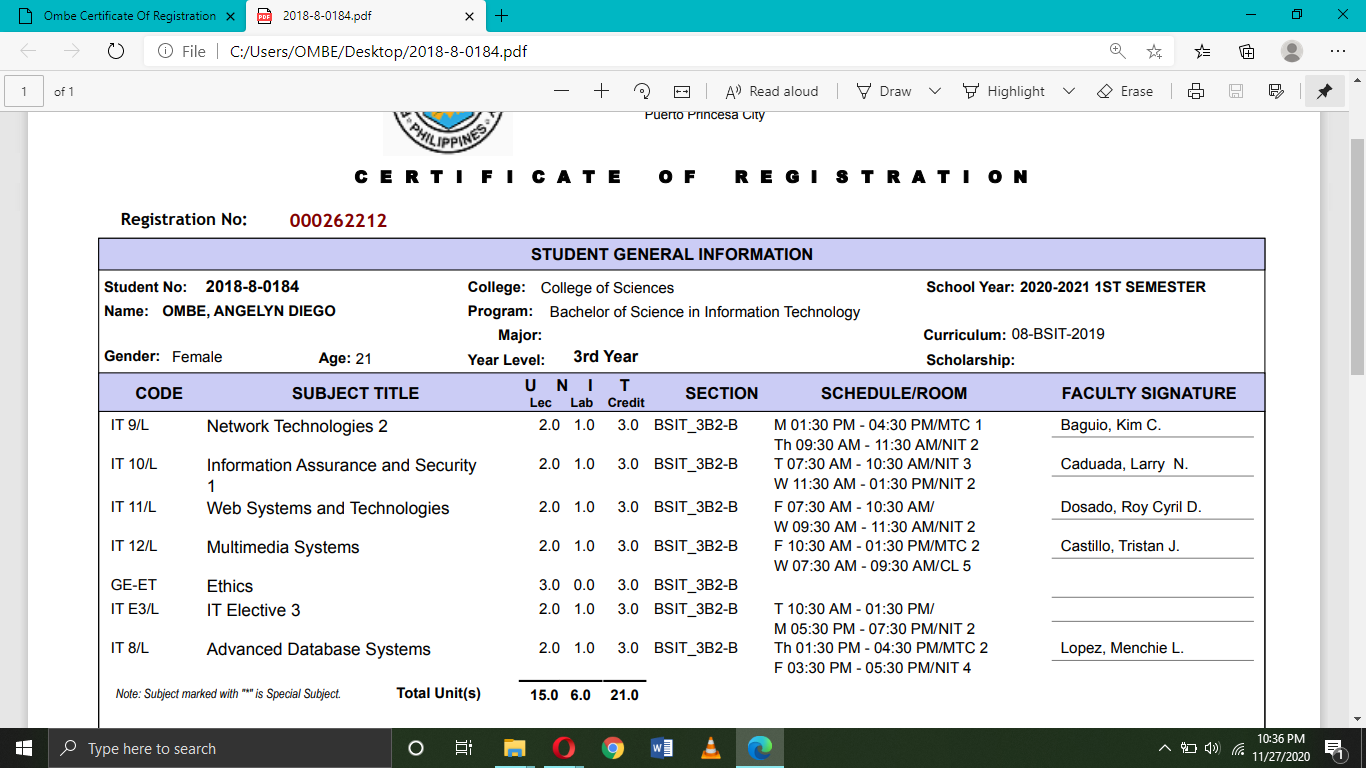 Ombe Certificate Of Registration
2018-8-0184.pdf
File
C:/Users/OMBE/Desktop/2018-8-0184.pdf
1 of 1
Read aloud
Draw
Highlight
Erase
PHILIPPINES
Puerto Princesa City
CERTIFICATE OF REGISTRATION
Registration No: 000262212
STUDENT GENERAL INFORMATION
Student No: 2018-8-0184 College: College of Sciences School Year: 2020-2021 1ST SEMESTER
Name: OMBE, ANGELYN DIEGO Program: Bachelor of Science in Information Technology
Major: Curriculum: 08-BSIT-2019
Gender: Female Age: 21 Year Level: 3rd Year Scholarship:
CODE SUBJECT TITLE UNIT SECTION SCHEDULE/ROOM FACULTY SIGNATURE
Lec Lab Credit
IT 9/L Network Technologies 2 2.0 1.0 3.0 BSIT_3B2-B M 01:30 PM - 04:30 PM/MTC 1 Baguio, Kim C.
Th 09:30 AM - 11:30 AM/NIT 2
IT 10/L Information Assurance and Security 2.0 1.0 3.0 BSIT_3B2-B T 07:30 AM - 10:30 AM/NIT 3 Caduada, Larry N.
1 W 11:30 AM - 01:30 PM/NIT 2
IT 11/L Web Systems and Technologies 2.0 1.0 3.0 BSIT_3B2-B F 07:30 AM - 10:30 AM/ Dosado, Roy Cyril D.
W 09:30 AM - 11:30 AM/NIT 2
IT 12/L Multimedia Systems 2.0 1.0 3.0 BSIT_3B2-B F 10:30 AM - 01:30 PM/MTC 2 Castillo, Tristan J.
W 07:30 AM - 09:30 AM/CL 5
GE-ET Ethics 3.0 0.0 3.0 BSIT_3B2-B
IT E3/L IT Elective 3 2.0 1.0 3.0 BSIT_3B2-B T 10:30 AM - 01:30 PM/
M 05:30 PM - 07:30 PM/NIT 2
IT 8/L Advanced Database Systems 2.0 1.0 3.0 BSIT_3B2-B Th 01:30 PM - 04:30 PM/MTC 2 Lopez, Menchie L.
F 03:30 PM - 05:30 PM/NIT 4
Note: Subject marked with "*" is Special Subject. Total Unit(s) 15.0 6.0 21.0
Type here to search
10:36 PM
11/27/2020
1